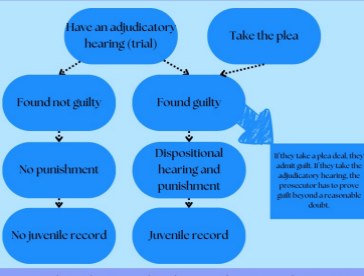 Have an adjudicatory
hearing (trial)
Take the plea
Found not guilty
Found guilty
If they take a plea deal, they
admit guilt. If they take the
adjudicatory hearing, the
prosecutor has to prove
guilt beyond a reasonable
doubt.
No punishment
Dispositional
hearing and
punishment
No juvenile record
Juvenile record